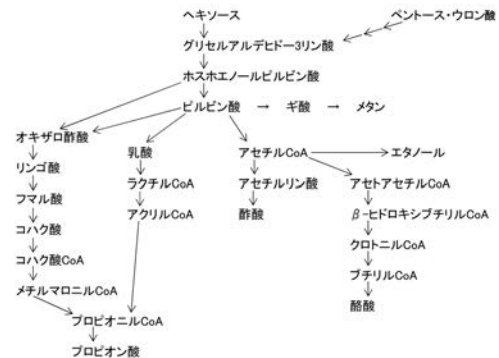 ヘキソース ペントース・ウロン酸
グリセルアルデヒド－3リン酸
ホスホエノールピルビン酸
ピルビン酸 → ギ酸 → メタン
オキザロ酢酸 乳酸 アセチルCoA エタノール
リンゴ酸 ラクチルCoA アセチルリン酸 アセトアセチルCoA
フマル酸 アクリルCoA 酢酸 β-ヒドロキシブチリルCoA
コハク酸 クロトニルCoA
コハク酸CoA ブチリルCoA
メチルマロニルCoA 酪酸
プロピオニルCoA
プロピオン酸